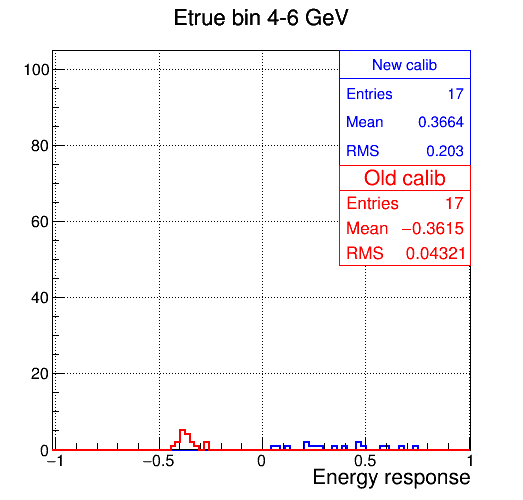 Etrue bin 4-6 GeV
New calib
Entries 17
Mean 0.3664
RMS 0.203
Old calib
Entries 17
Mean −0.3615
RMS 0.04321
100
80
60
40
20
0
−1 −0.5 0 0.5 1
Energy response